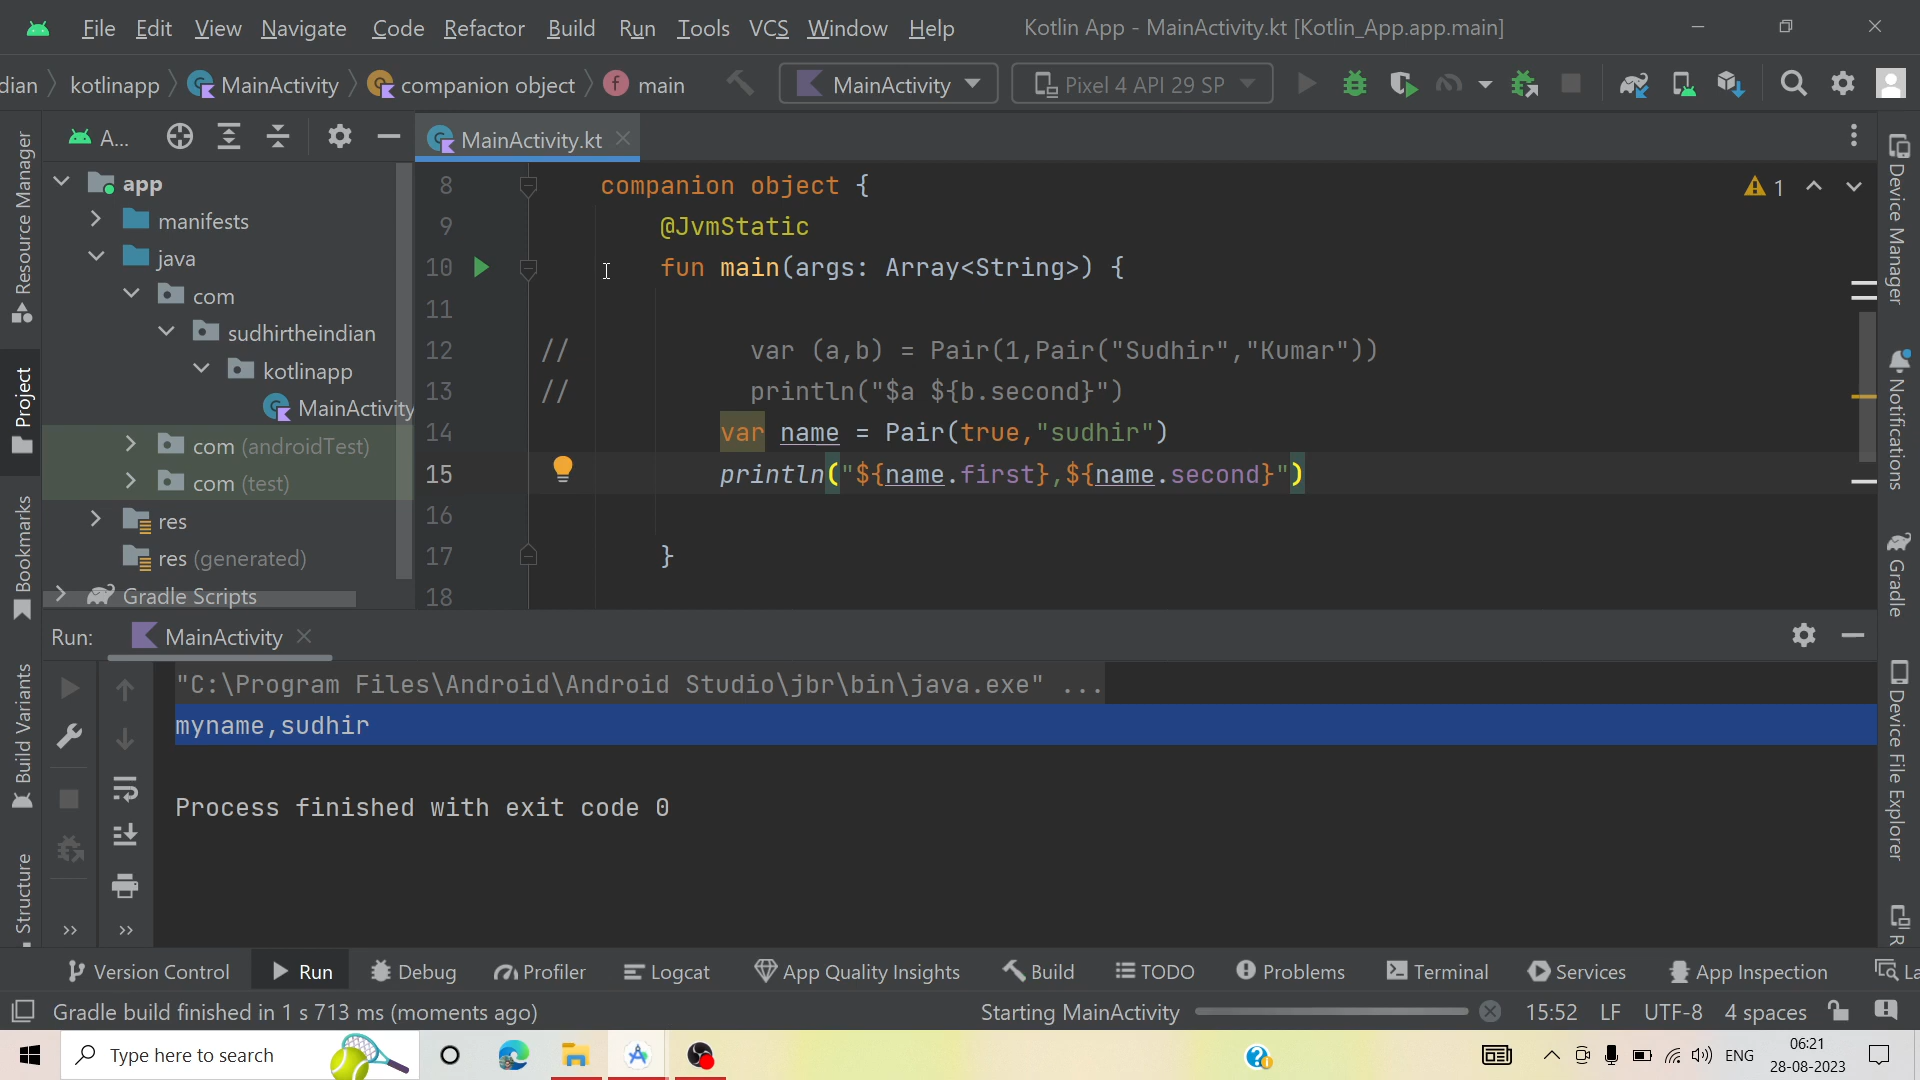 File Edit View Navigate Code Refactor Build Run Tools VCS Window Help Kotlin App - MainActivity.kt [Kotlin_App.app.main]
dian kotlinapp MainActivity companion object main MainActivity Pixel 4 API 29 SP
A...
MainActivity.kt
Resource Manager
Project
Bookmarks
Build Variants
Structure
app
manifests
java
com
sudhirtheindian
kotlinapp
MainActivity
com (androidTest)
com (test)
res
res (generated)
Gradle Scripts
8 companion object {
9 @JvmStatic
10 fun main(args: Array<String>) {
11
12 // var (a,b) = Pair(1,Pair("Sudhir","Kumar"))
13 // println("$a ${b.second}")
14 var name = Pair(true,"sudhir")
15 println("${name.first},${name.second}")
16
17 }
18
1
Device Manager
Notifications
Gradle
Device File Explorer
R
Run: MainActivity
"C:\Program Files\Android\Android Studio\jbr\bin\java.exe" ...
myname,sudhir
Process finished with exit code 0
Version Control Run Debug Profiler Logcat App Quality Insights Build TODO Problems Terminal Services App Inspection La
Gradle build finished in 1 s 713 ms (moments ago) Starting MainActivity 15:52 LF UTF-8 4 spaces
Type here to search ENG 06:21
28-08-2023